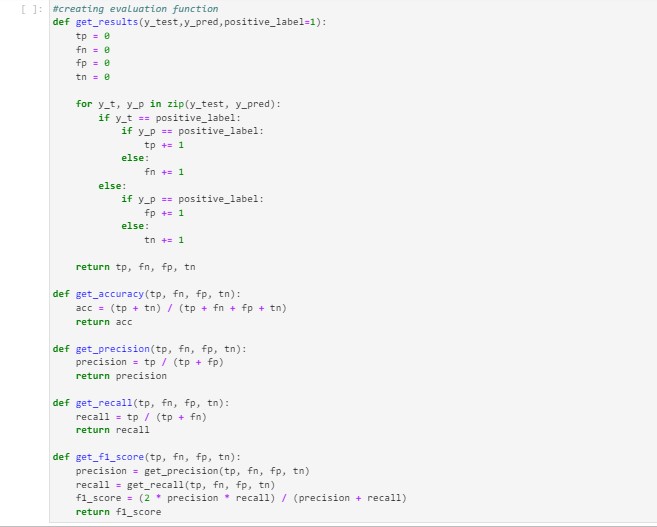 [ ]: #creating evaluation function
def get_results(y_test,y_pred,positive_label=1):
    tp = 0
    fn = 0
    fp = 0
    tn = 0

    for y_t, y_p in zip(y_test, y_pred):
        if y_t == positive_label:
            if y_p == positive_label:
                tp += 1
            else:
                fn += 1
        else:
            if y_p == positive_label:
                fp += 1
            else:
                tn += 1

    return tp, fn, fp, tn

def get_accuracy(tp, fn, fp, tn):
    acc = (tp + tn) / (tp + fn + fp + tn)
    return acc

def get_precision(tp, fn, fp, tn):
    precision = tp / (tp + fp)
    return precision

def get_recall(tp, fn, fp, tn):
    recall = tp / (tp + fn)
    return recall

def get_f1_score(tp, fn, fp, tn):
    precision = get_precision(tp, fn, fp, tn)
    recall = get_recall(tp, fn, fp, tn)
    f1_score = (2 * precision * recall) / (precision + recall)
    return f1_score